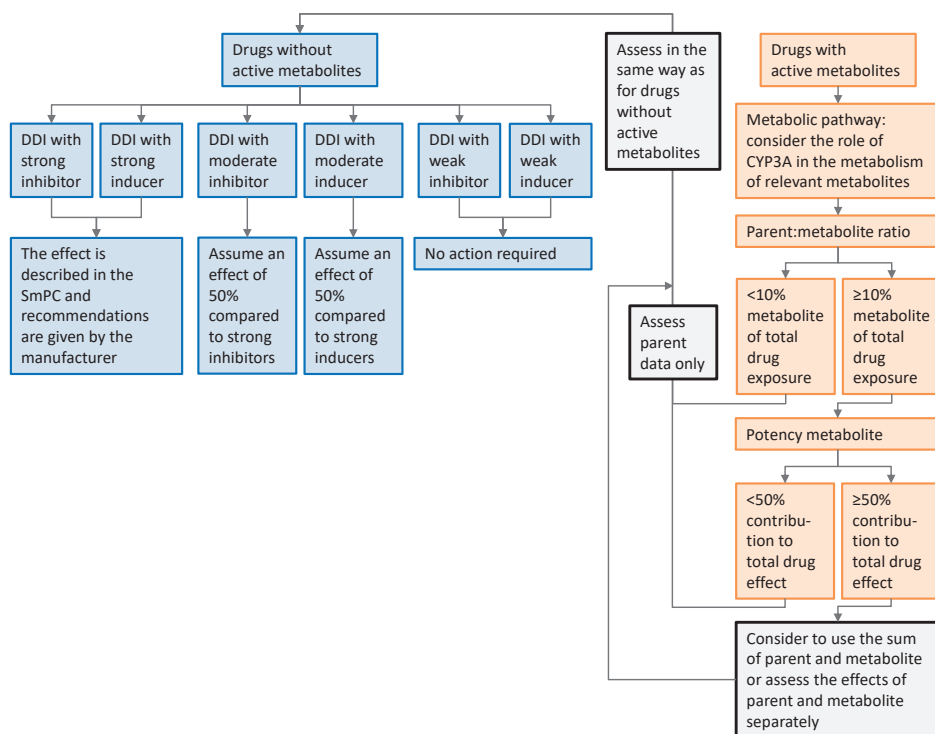 Drugs without
active metabolites
DDI with
strong
inhibitor
DDI with
strong
inducer
DDI with
moderate
inhibitor
DDI with
moderate
inducer
DDI with
weak
inhibitor
DDI with
weak
inducer
The effect is
described in the
SmPC and
recommendations
are given by the
manufacturer
Assume an
effect of
50%
compared
to strong
inhibitors
Assume an
effect of
50%
compared
to strong
inducers
No action required
Assess in the
same way as
for drugs
without
active
metabolites
Assess
parent
data only
Drugs with
active metabolites
Metabolic pathway:
consider the role of
CYP3A in the metabolism
of relevant metabolites
Parent:metabolite ratio
<10%
metabolite
of total
drug
exposure
≥10%
metabolite
of total
drug
exposure
Potency metabolite
<50%
contribu-
tion to
total drug
effect
≥50%
contribu-
tion to
total drug
effect
Consider to use the sum
of parent and metabolite
or assess the effects of
parent and metabolite
separately